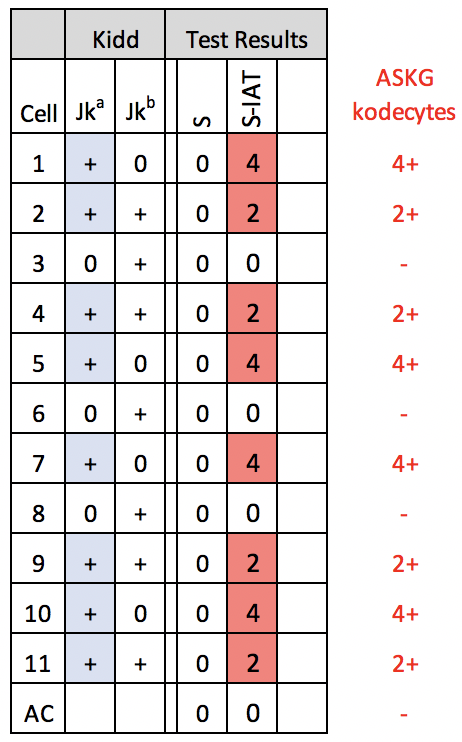 Kidd Test Results
Cell Jkᵃ Jkᵇ S S-IAT ASKG kodecytes
1 + 0 0 4 4+
2 + + 0 2 2+
3 0 + 0 0 -
4 + + 0 2 2+
5 + 0 0 4 4+
6 0 + 0 0 -
7 + 0 0 4 4+
8 0 + 0 0 -
9 + + 0 2 2+
10 + 0 0 4 4+
11 + + 0 2 2+
AC 0 0 -